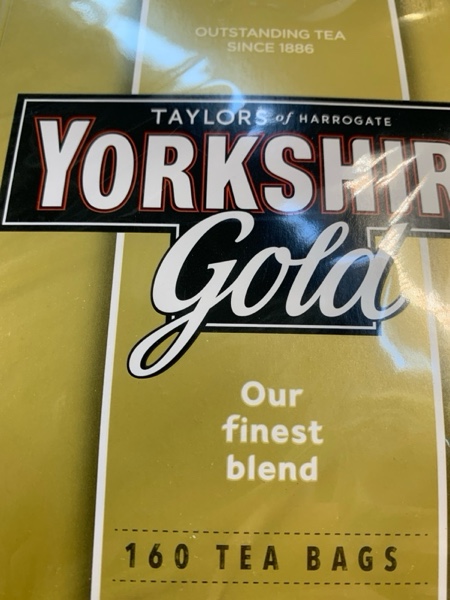 OUTSTANDING TEA
SINCE 1886
TAYLORS of HARROGATE
YORKSHIR
Gold
Our
finest
blend
160 TEA BAGS